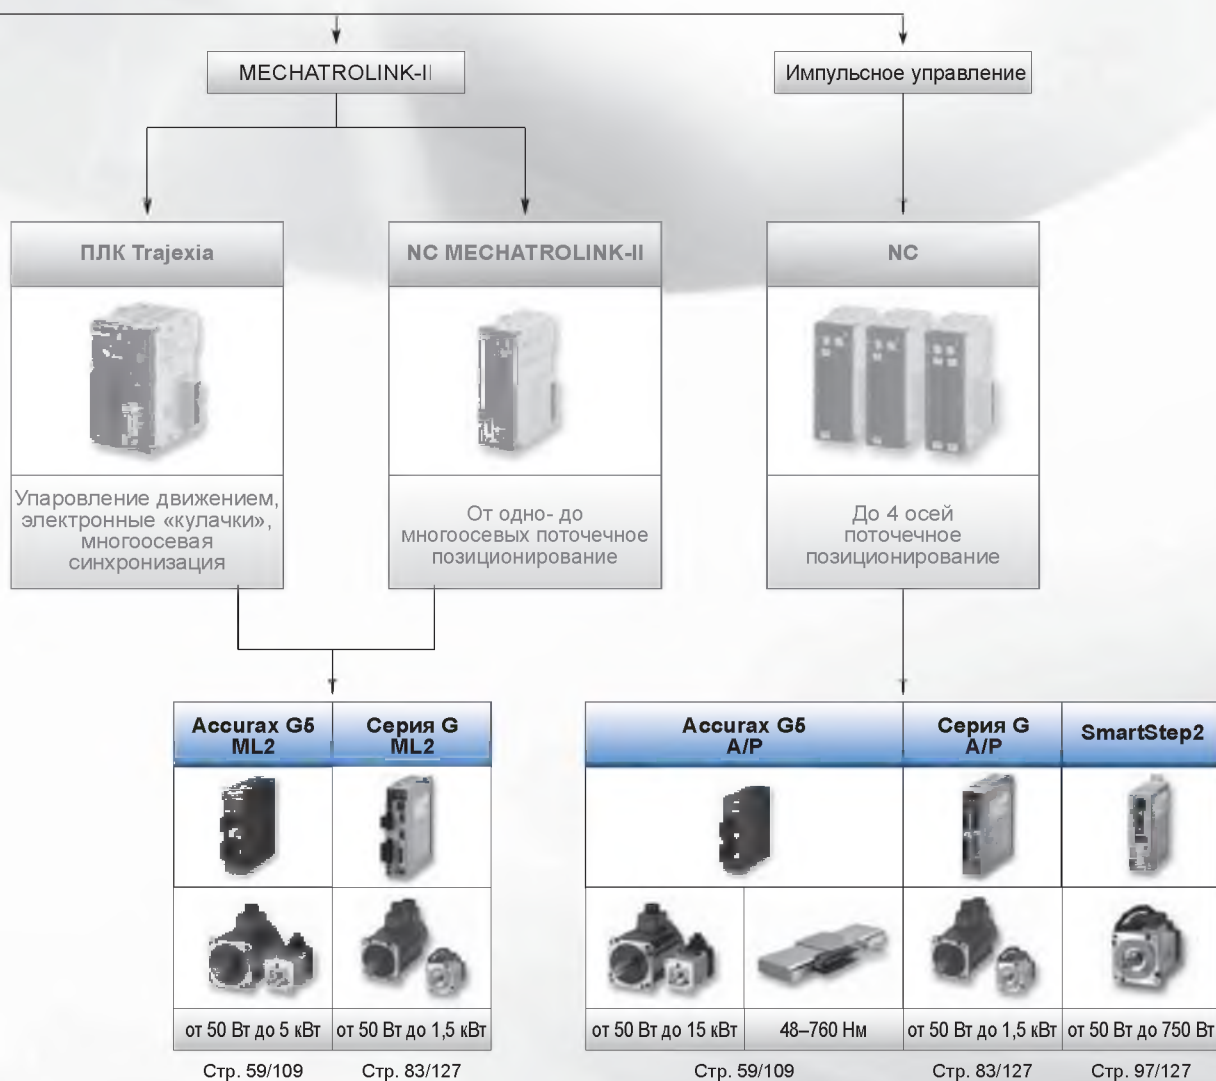 MECHATROLINK-II
Импульсное управление
ПЛК Trajexia
NC MECHATROLINK-II
NC
Упаровление движением,
электронные «кулачки»,
многоосевая
синхронизация
От одно- до
многоосевых поточечное
позиционирование
До 4 осей
поточечное
позиционирование
Accurax G5
ML2
Серия G
ML2
Accurax G5
A/P
Серия G
A/P
SmartStep2
от 50 Вт до 5 кВт
от 50 Вт до 1,5 кВт
от 50 Вт до 15 кВт
48–760 Нм
от 50 Вт до 1,5 кВт
от 50 Вт до 750 Вт
Стр. 59/109
Стр. 83/127
Стр. 59/109
Стр. 83/127
Стр. 97/127